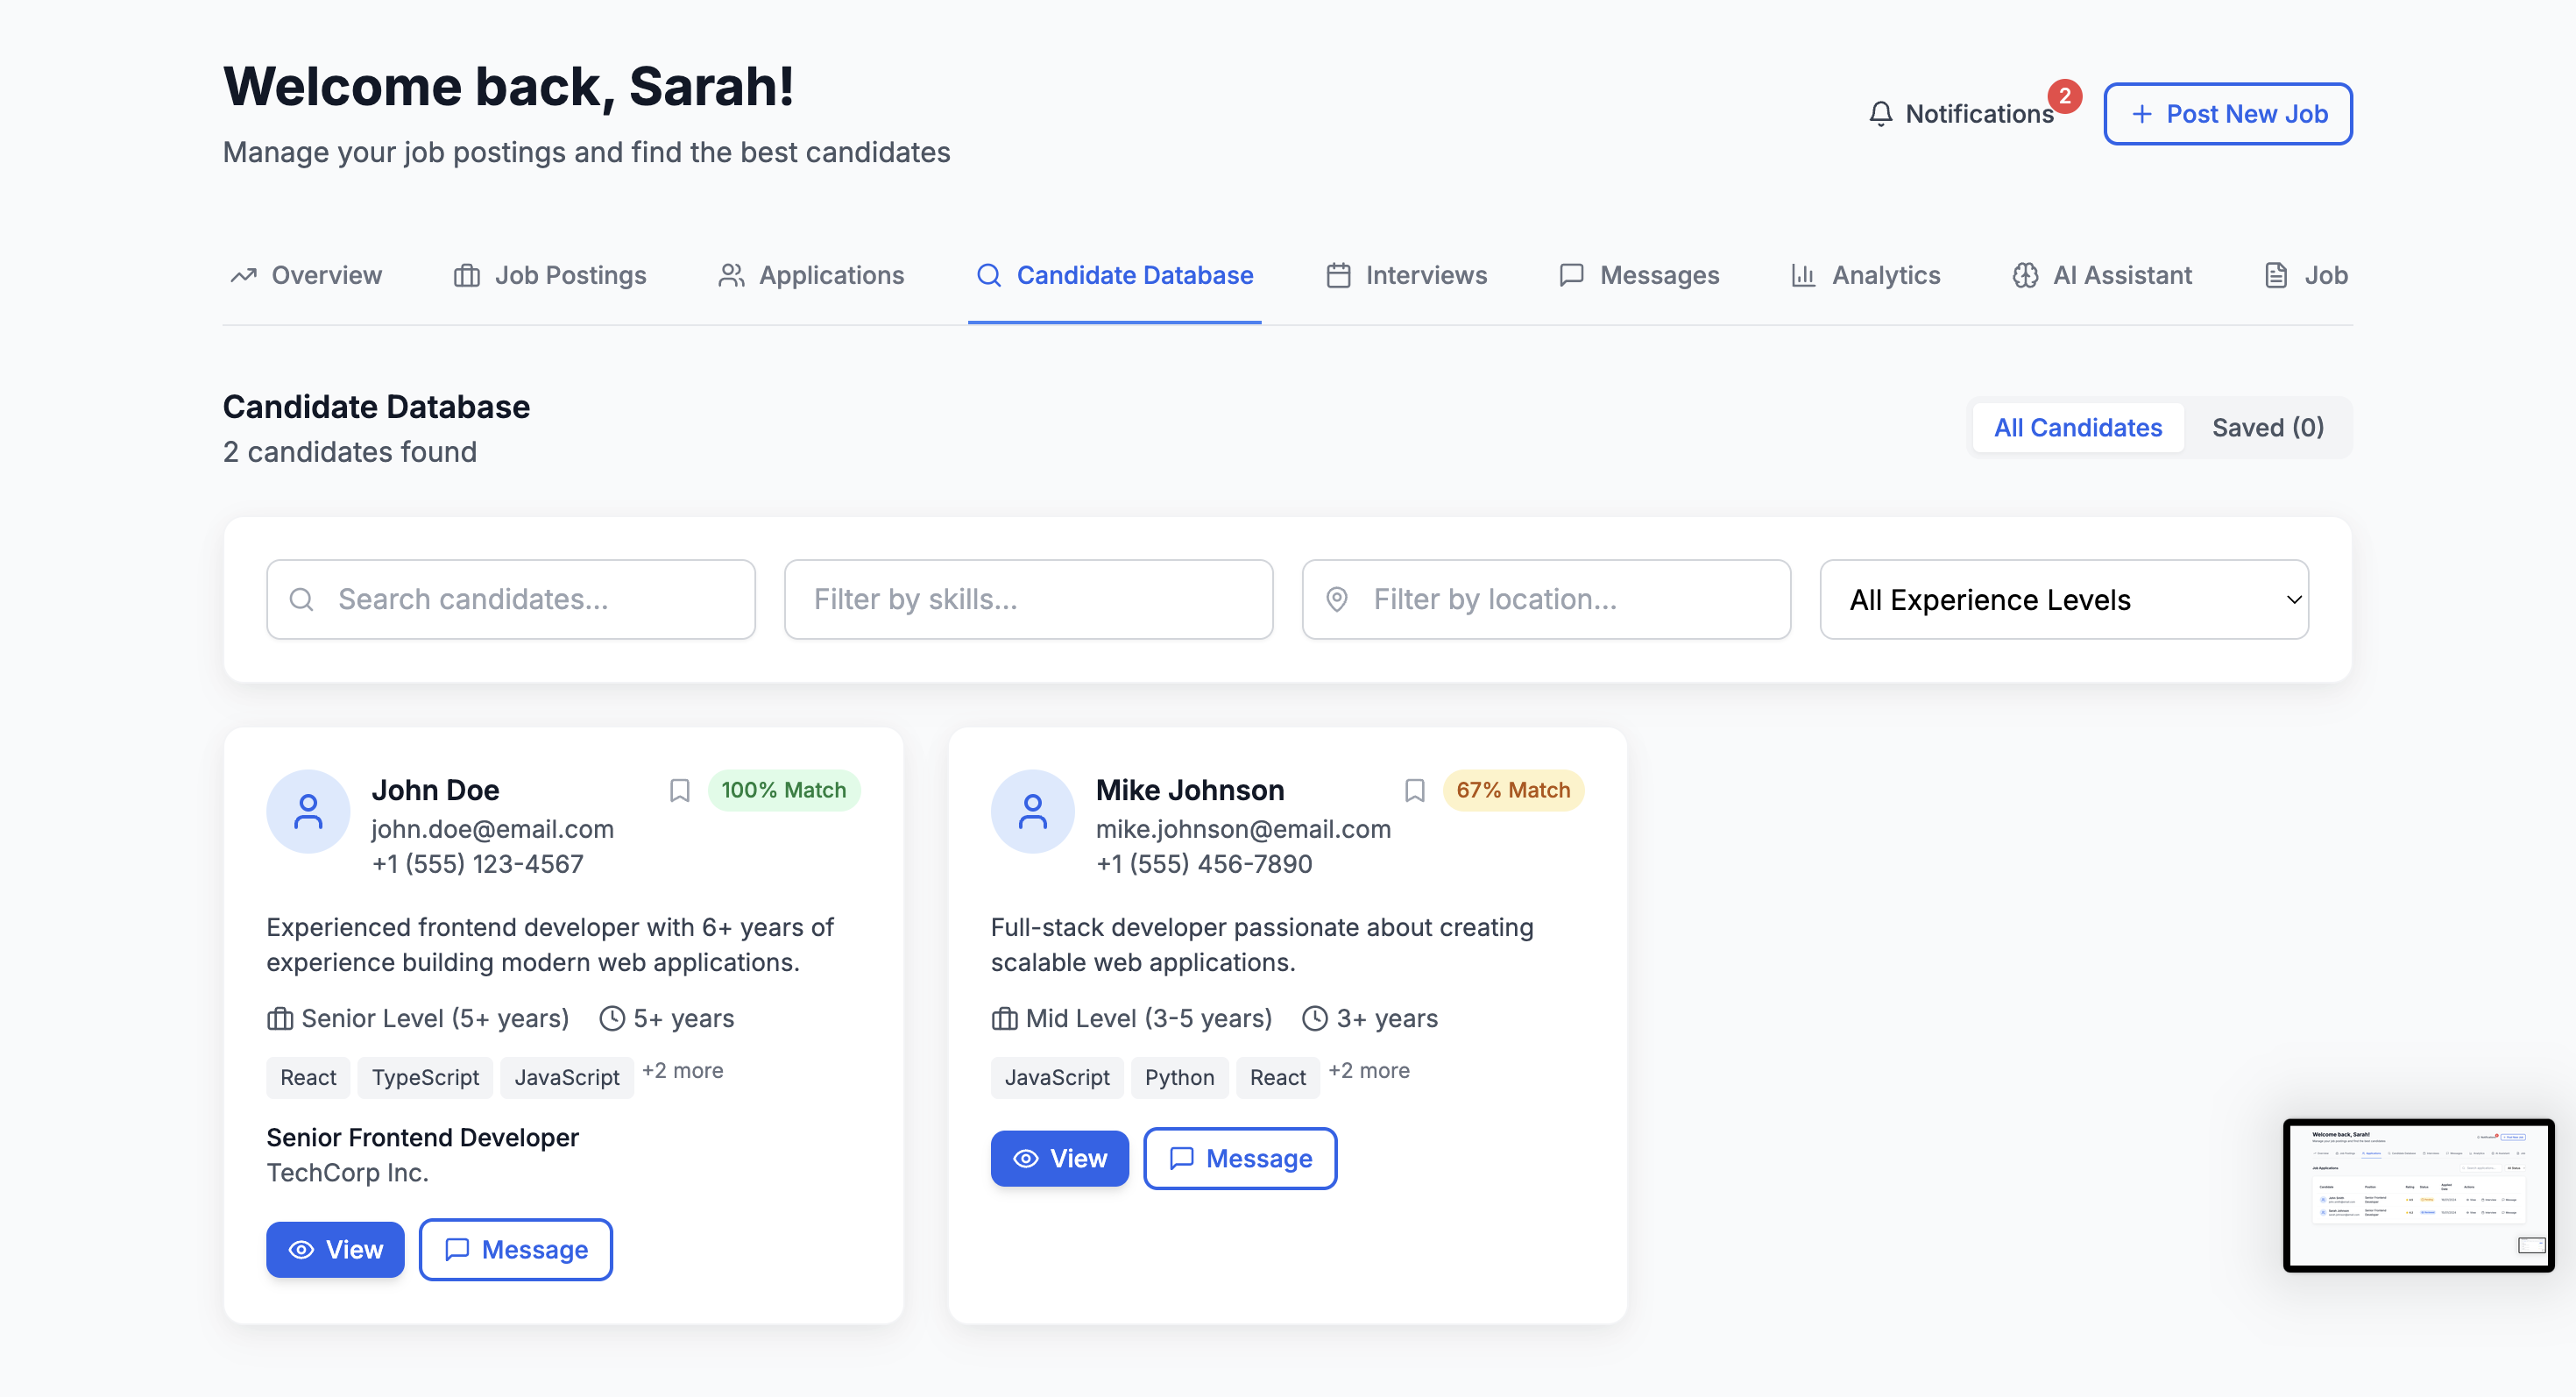 Welcome back, Sarah!
Manage your job postings and find the best candidates
Notifications 2
+ Post New Job
Overview Job Postings Applications Candidate Database Interviews Messages Analytics AI Assistant Job
Candidate Database
2 candidates found
All Candidates Saved (0)
Search candidates... Filter by skills... Filter by location... All Experience Levels
John Doe 100% Match
john.doe@email.com
+1 (555) 123-4567
Experienced frontend developer with 6+ years of
experience building modern web applications.
Senior Level (5+ years) 5+ years
React TypeScript JavaScript +2 more
Senior Frontend Developer
TechCorp Inc.
View Message
Mike Johnson 67% Match
mike.johnson@email.com
+1 (555) 456-7890
Full-stack developer passionate about creating
scalable web applications.
Mid Level (3-5 years) 3+ years
JavaScript Python React +2 more
View Message
Welcome back, Sarah!